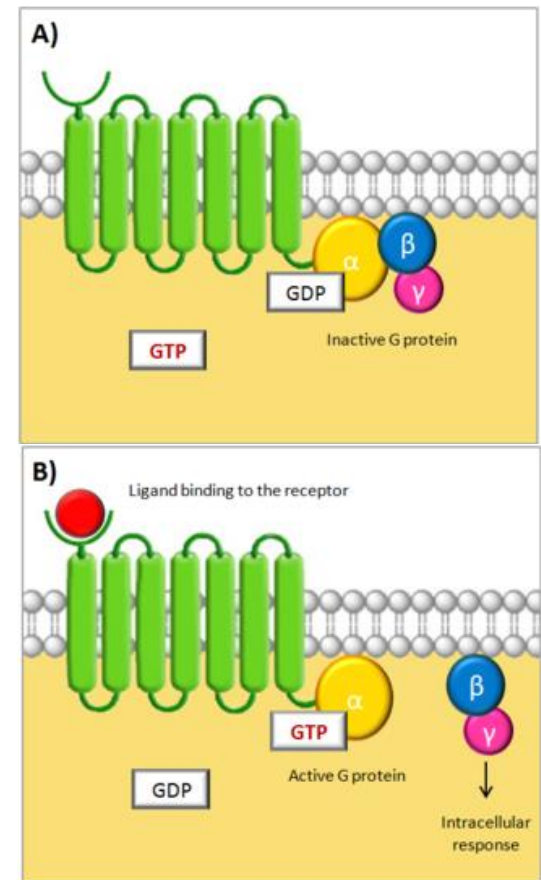 A)
α
β
γ
GDP
Inactive G protein
GTP
B)
Ligand binding to the receptor
α
β
γ
GTP
Active G protein
GDP
Intracellular
response